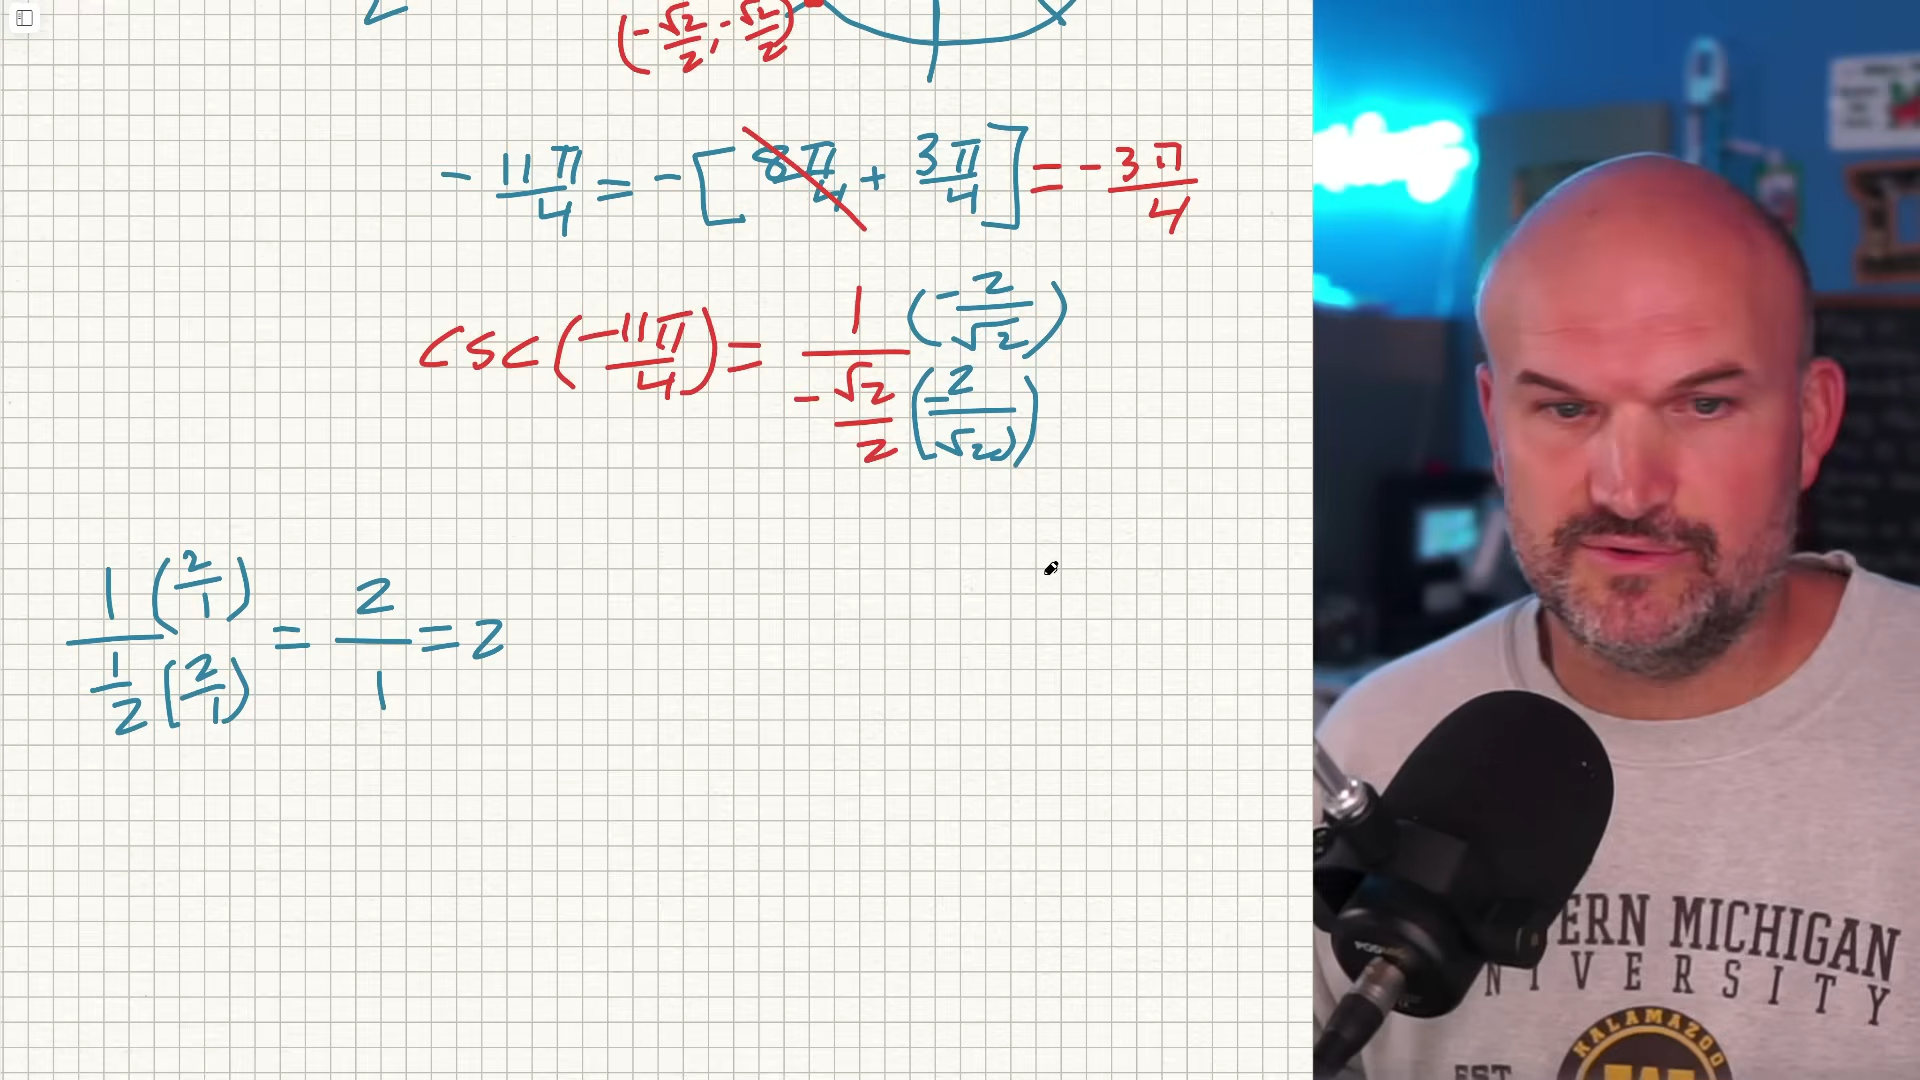 (-√2/2, -√2/2)
-11π/4 = -[8π/4 + 3π/4] = -3π/4
csc(-11π/4) = 1/(-√2/2) (-2/√2)/(-2/√2)
1(2/1) / 1/2(2/1) = 2/1 = 2
ERN MICHIGAN
NIVERSITY
KALAMAZOO
EST